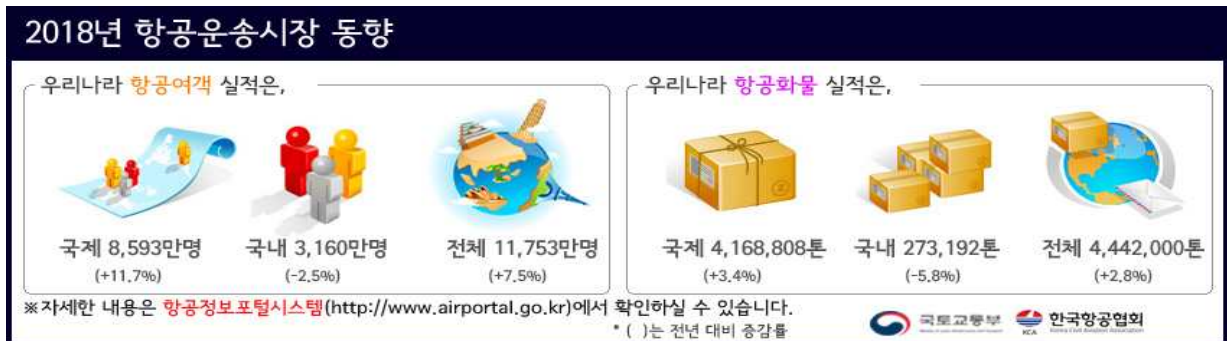 2018년 항공운송시장 동향
우리나라 항공여객 실적은,
국제 8,593만명
(+11.7%)
국내 3,160만명
(-2.5%)
전체 11,753만명
(+7.5%)
우리나라 항공화물 실적은,
국제 4,168,808톤
(+3.4%)
국내 273,192톤
(-5.8%)
전체 4,442,000톤
(+2.8%)
※자세한 내용은 항공정보포털시스템(http://www.airportal.go.kr)에서 확인하실 수 있습니다.
* ( )는 전년 대비 증감률
국토교통부
KCA
한국항공협회
Korea Civil Aviation Association